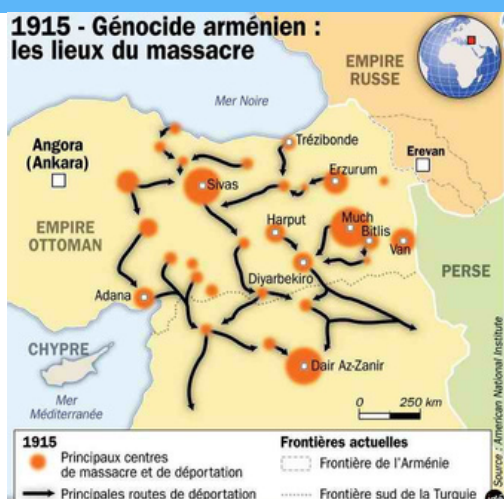 1915 - Génocide arménien :
les lieux du massacre
EMPIRE
RUSSE
Mer Noire
Angora
(Ankara)
Trézibonde
Erevan
Sivas
Erzurum
EMPIRE
OTTOMAN
Harput
Much
Bitlis
Van
Diyarbekiro
PERSE
Adana
CHYPRE
Dair Az-Zanir
Mer
Méditerranée
0 250 km
1915
Principaux centres
de massacre et de déportation
Principales routes de déportation
Frontières actuelles
Frontière de l'Arménie
Frontière sud de la Turquie
Source : American National Institute